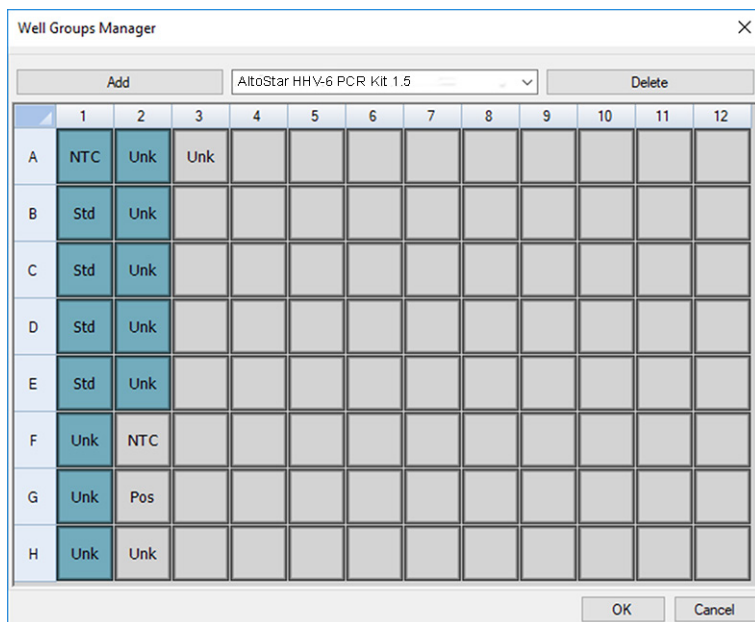 Well Groups Manager
Add AltoStar HHV-6 PCR Kit 1.5 Delete
1 2 3 4 5 6 7 8 9 10 11 12
A NTC Unk Unk
B Std Unk
C Std Unk
D Std Unk
E Std Unk
F Unk NTC
G Unk Pos
H Unk Unk
OK Cancel